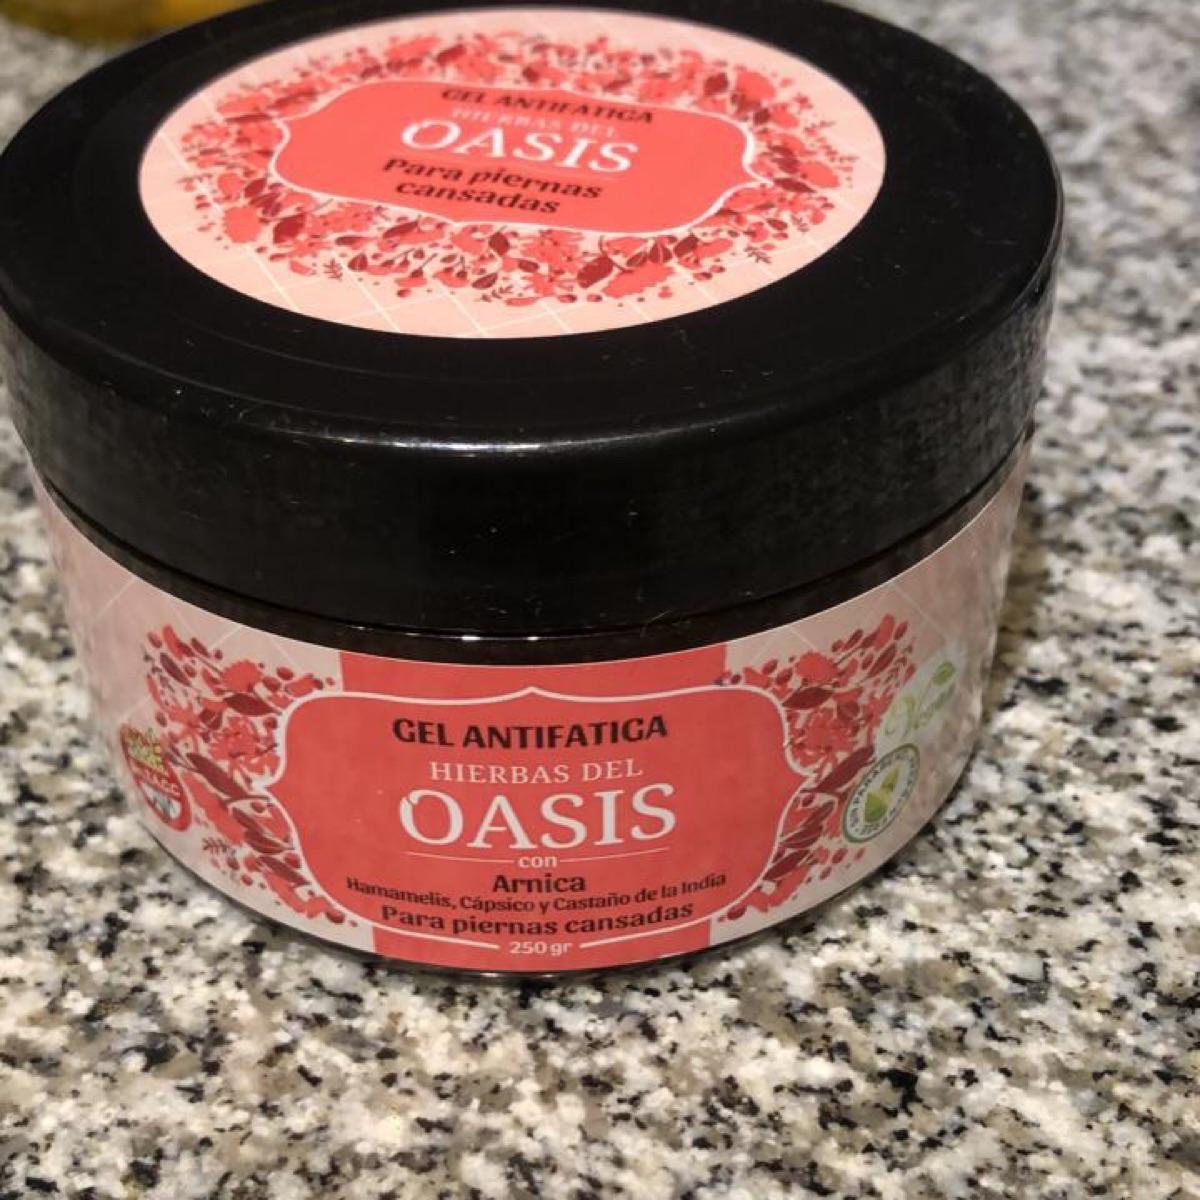 GEL ANTIFATIGA
HIERBAS DEL
OASIS
Para piernas
cansadas
GEL ANTIFATIGA
HIERBAS DEL
OASIS
con
Arnica
Hamamelis, Cápsico y Castaño de la India
Para piernas cansadas
250 gr